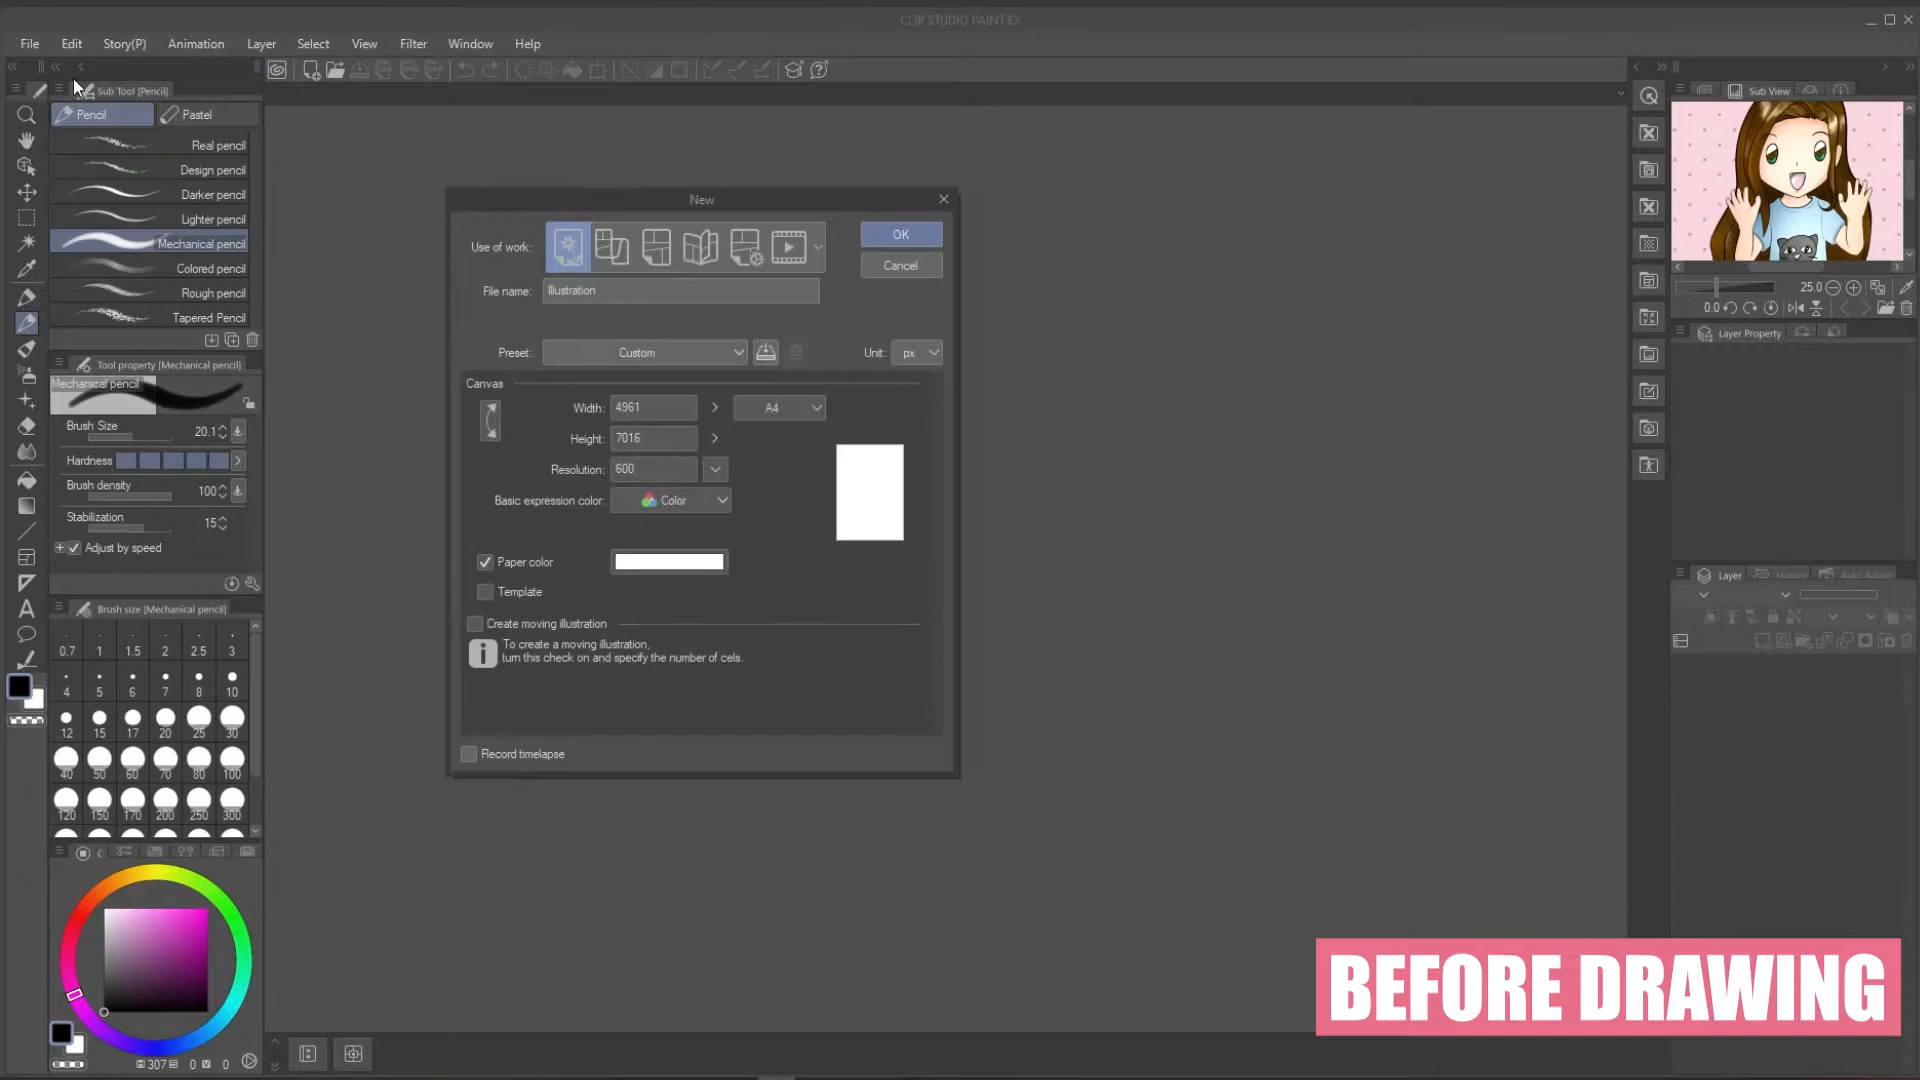 CLIP STUDIO PAINT EX
File Edit Story(P) Animation Layer Select View Filter Window Help
Sub Tool [Pencil]
Pencil Pastel
Real pencil
Design pencil
Darker pencil
Lighter pencil
Mechanical pencil
Colored pencil
Rough pencil
Tapered Pencil
Tool property [Mechanical pencil]
Mechanical pencil
Brush Size 20.1
Hardness
Brush density 100
Stabilization 15
Adjust by speed
Brush size [Mechanical pencil]
0.7 1 1.5 2 2.5 3
4 5 6 7 8 10
12 15 17 20 25 30
40 50 60 70 80 100
120 150 170 200 250 300
307 0 0
New
Use of work:
OK
Cancel
File name: Illustration
Preset: Custom Unit: px
Canvas
Width: 4961 A4
Height: 7016
Resolution: 600
Basic expression color: Color
Paper color
Template
Create moving illustration
To create a moving illustration,
turn this check on and specify the number of cels.
Record timelapse
Sub View
25.0
0.0
Layer Property
Layer History Auto Action
BEFORE DRAWING